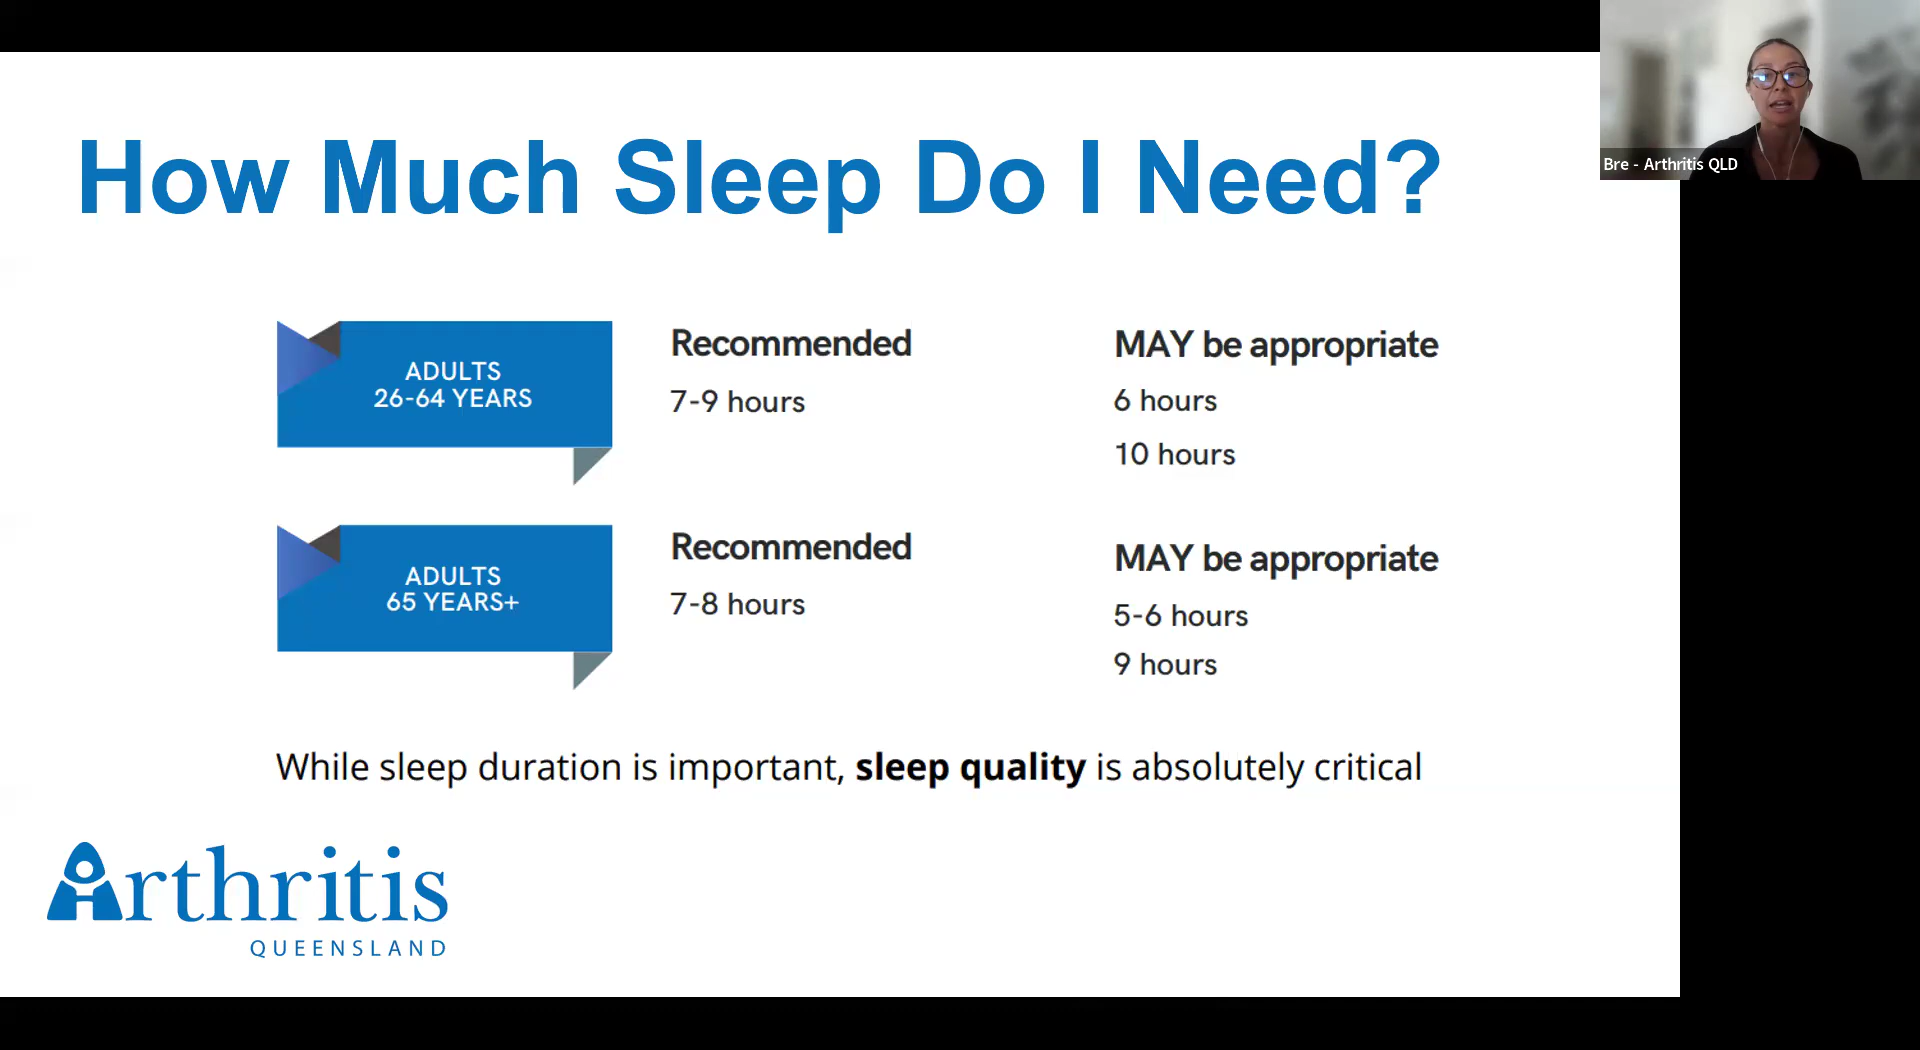 How Much Sleep Do I Need?
Bre - Arthritis QLD
ADULTS
26-64 YEARS
Recommended
7-9 hours
MAY be appropriate
6 hours
10 hours
ADULTS
65 YEARS+
Recommended
7-8 hours
MAY be appropriate
5-6 hours
9 hours
While sleep duration is important, sleep quality is absolutely critical
Arthritis
QUEENSLAND